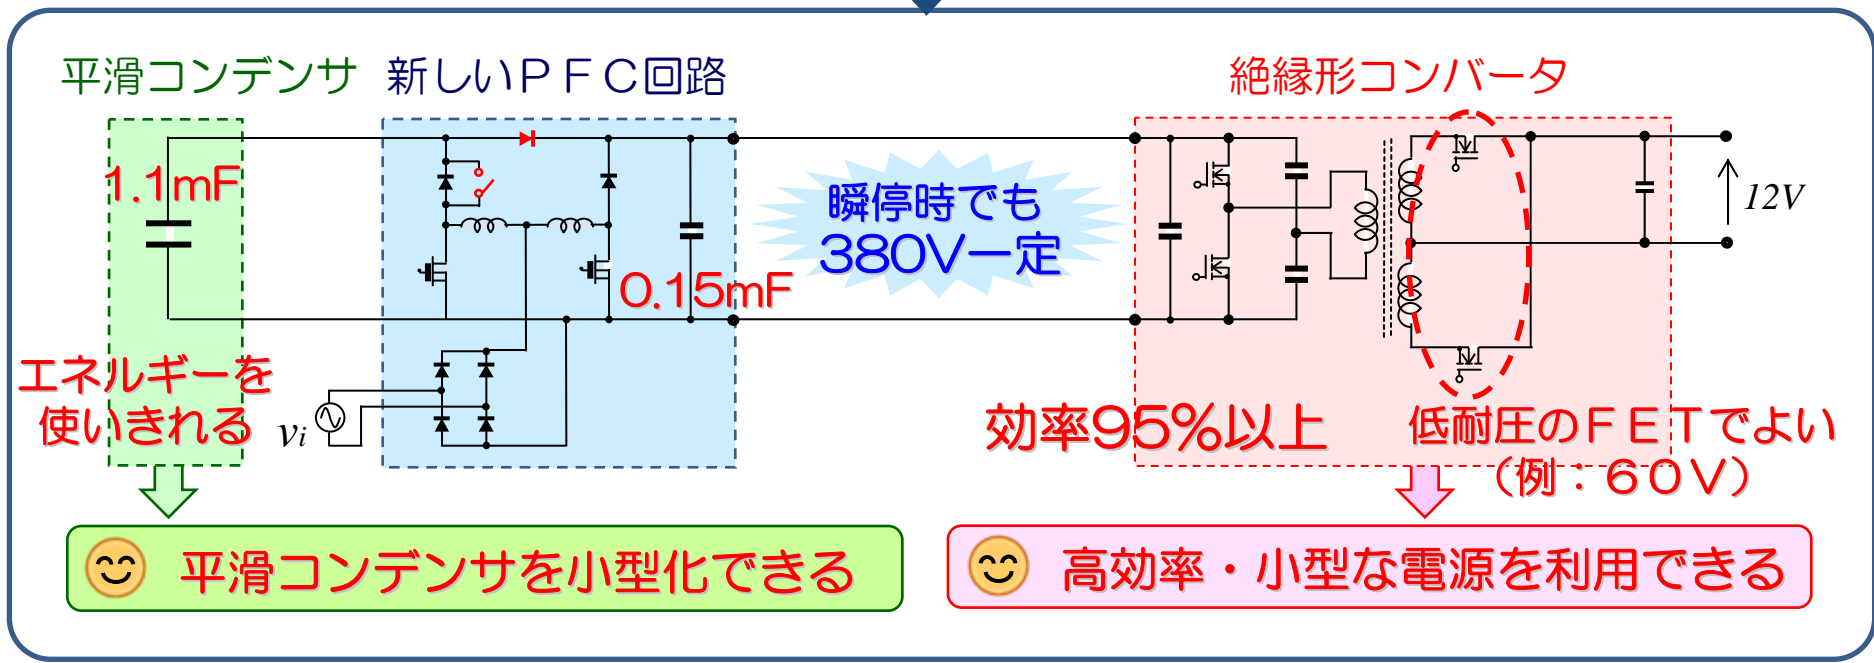 平滑コンデンサ
新しいＰＦＣ回路
絶縁形コンバータ
1.1mF
瞬停時でも
380V一定
12V
0.15mF
エネルギーを
使いきれる
vi
効率95%以上
低耐圧のＦＥＴでよい
（例：６０Ｖ）
平滑コンデンサを小型化できる
高効率・小型な電源を利用できる